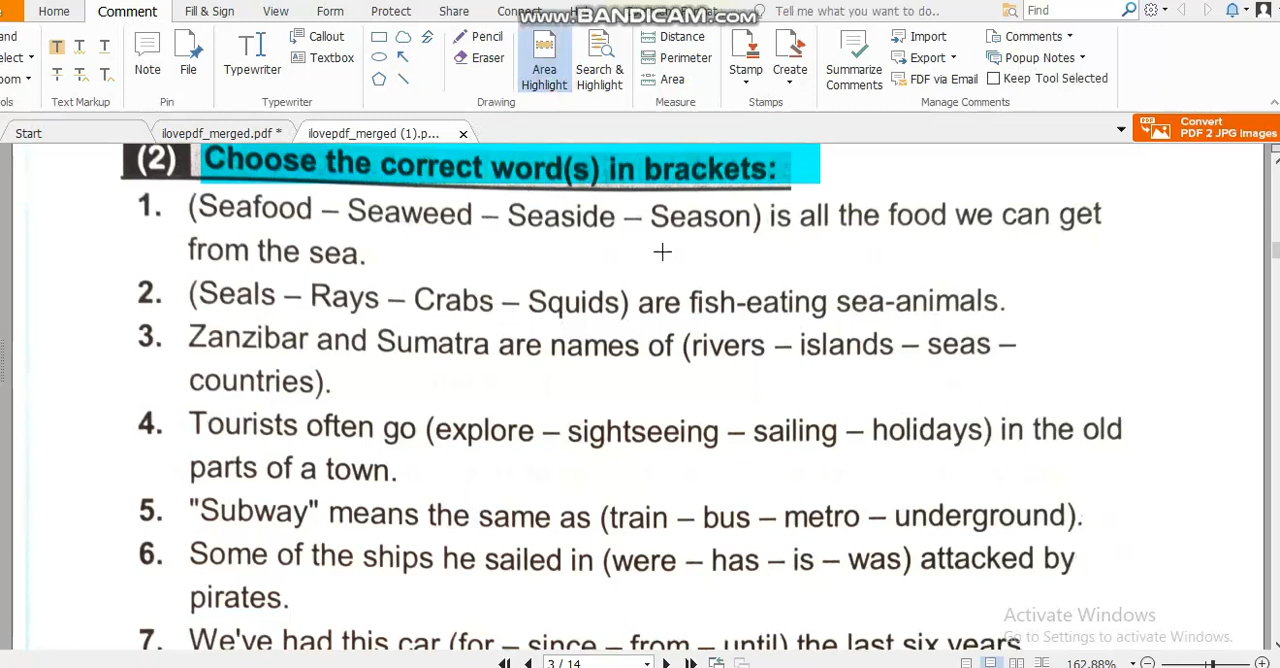 www.BANDICAM.com
Home Comment Fill & Sign View Form Protect Share Connect Tell me what you want to do.. Find
Callout Pencil Distance Import Comments
Textbox Eraser Perimeter Export Popup Notes
Note File Typewriter Area Highlight Search & Highlight Area Stamp Create Summarize Comments PDF via Email Keep Tool Selected
Text Markup Pin Typewriter Drawing Measure Stamps Manage Comments
Start ilovepdf_merged.pdf * ilovepdf_merged (1).p... Convert PDF 2 JPG Images
(2) Choose the correct word(s) in brackets:
1. (Seafood – Seaweed – Seaside – Season) is all the food we can get
from the sea.
2. (Seals – Rays – Crabs – Squids) are fish-eating sea-animals.
3. Zanzibar and Sumatra are names of (rivers – islands – seas –
countries).
4. Tourists often go (explore – sightseeing – sailing – holidays) in the old
parts of a town.
5. "Subway" means the same as (train – bus – metro – underground).
6. Some of the ships he sailed in (were – has – is – was) attacked by
pirates.
7. We've had this car (for – since – from – until) the last six years
Activate Windows
Go to Settings to activate Windows.
3 / 14 162.88%